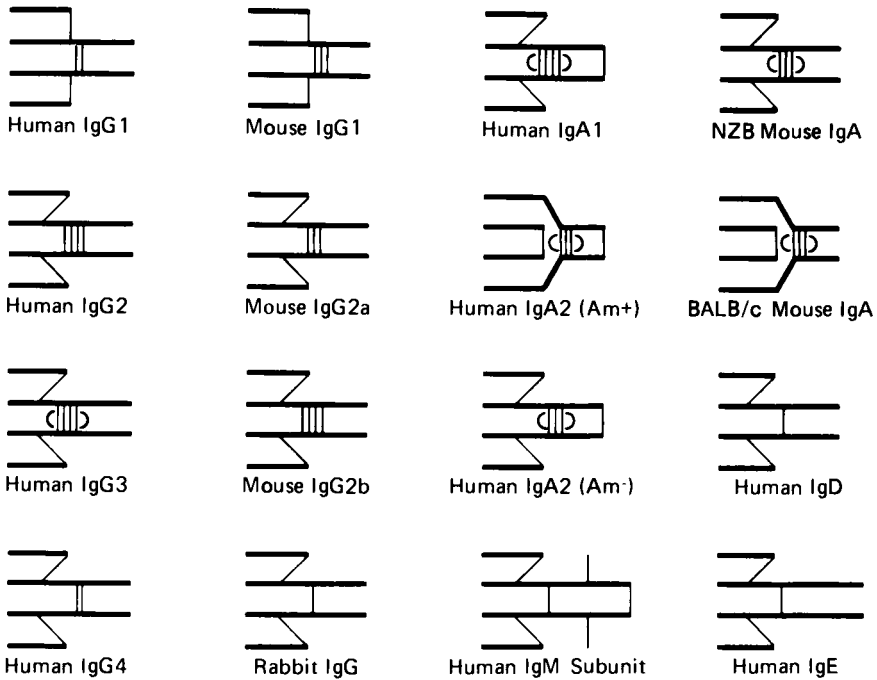 Human IgG1
Mouse IgG1
Human IgA1
NZB Mouse IgA
Human IgG2
Mouse IgG2a
Human IgA2 (Am+)
BALB/c Mouse IgA
Human IgG3
Mouse IgG2b
Human IgA2 (Am-)
Human IgD
Human IgG4
Rabbit IgG
Human IgM Subunit
Human IgE